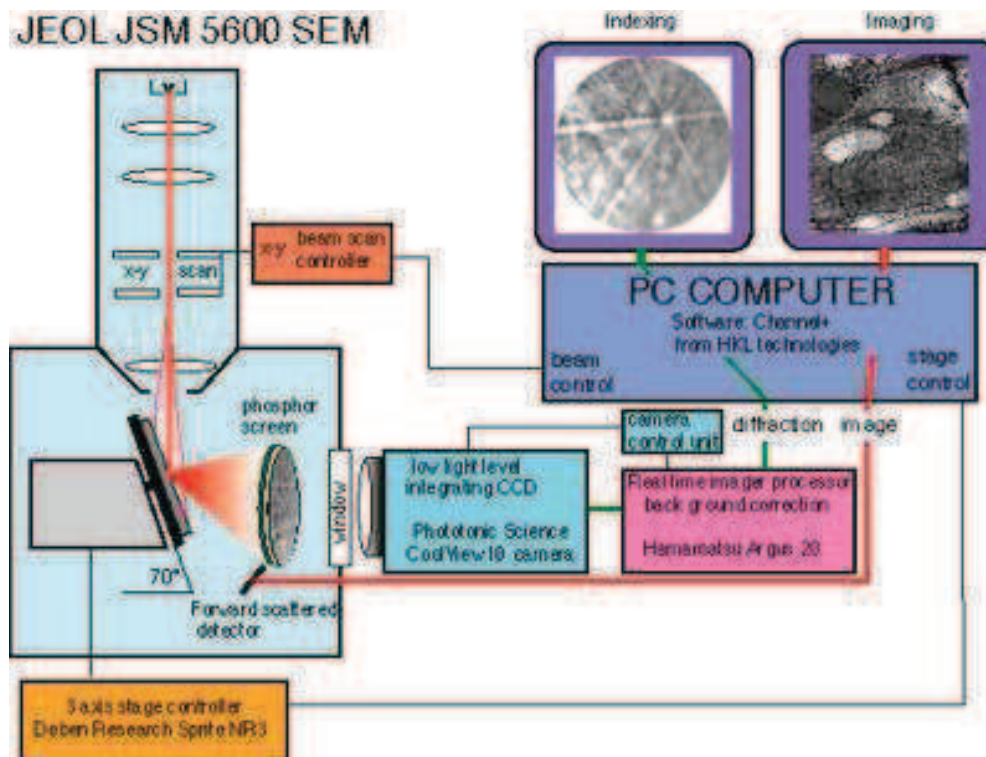 JEOL JSM 5600 SEM
Indexing
Imaging
x-y
scan
x-y
beam scan
controller
PC COMPUTER
Software: Channel+
from HKL technologies
beam
control
stage
control
phosphor
screen
window
low light level
integrating CCD
Phototonic Science
CoolView10 camera
camera
control unit
diffraction
image
Real time imager processor
back ground correction
Hamamatsu Argus 20
70°
Forward scattered
detector
3 axis stage controller
Deben Research Sprite NR3